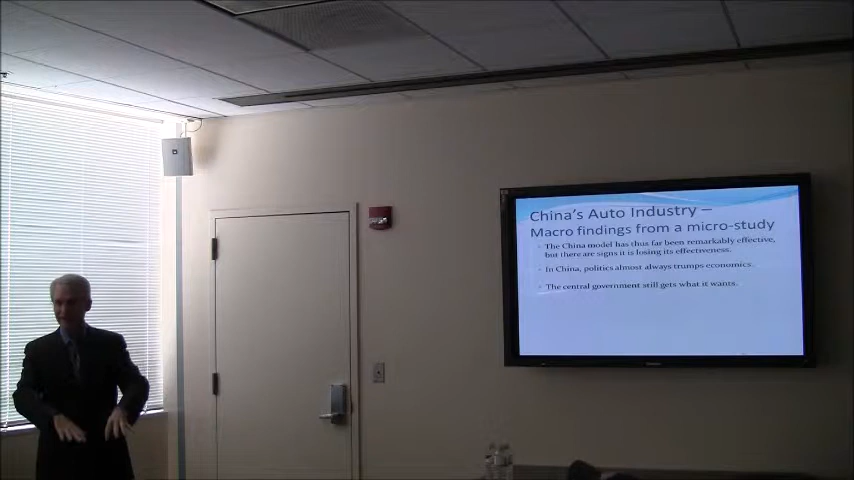 China's Auto Industry –
Macro findings from a micro-study
• The China model has thus far been remarkably effective,
but there are signs it is losing its effectiveness.
• In China, politics almost always trumps economics.
• The central government still gets what it wants.